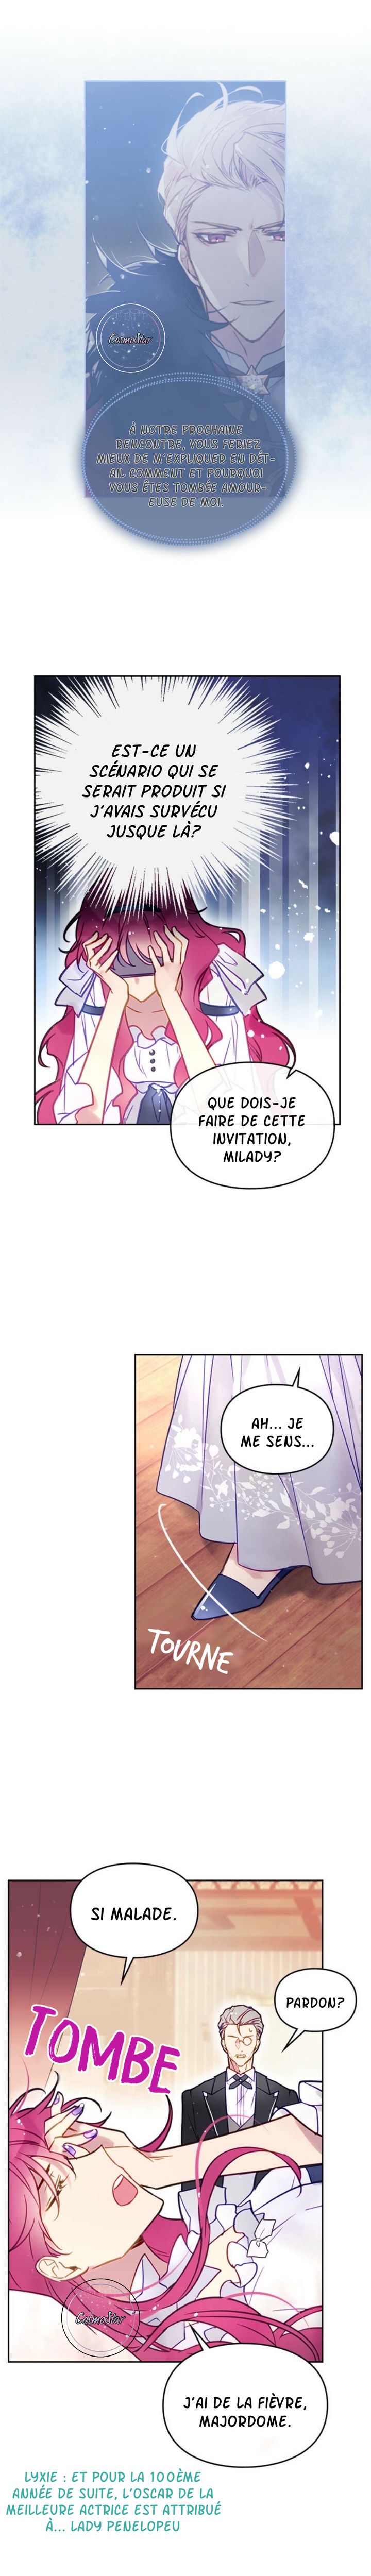 CosmoStar
À NOTRE PROCHAINE
RENCONTRE, VOUS FERIEZ
MIEUX DE M'EXPLIQUER EN DÉT-
AIL COMMENT ET POURQUOI
VOUS ÊTES TOMBÉE AMOUR-
EUSE DE MOI.
EST-CE UN
SCÉNARIO QUI SE
SERAIT PRODUIT SI
J'AVAIS SURVÉCU
JUSQUE LÀ?
QUE DOIS-JE
FAIRE DE CETTE
INVITATION,
MILADY?
AH... JE
ME SENS...
TOURNE
SI MALADE.
PARDON?
TOMBE
CosmoStar
J'AI DE LA FIÈVRE,
MAJORDOME.
LYXIE : ET POUR LA 100ÈME
ANNÉE DE SUITE, L'OSCAR DE LA
MEILLEURE ACTRICE EST ATTRIBUÉ
À... LADY PENELOPEU